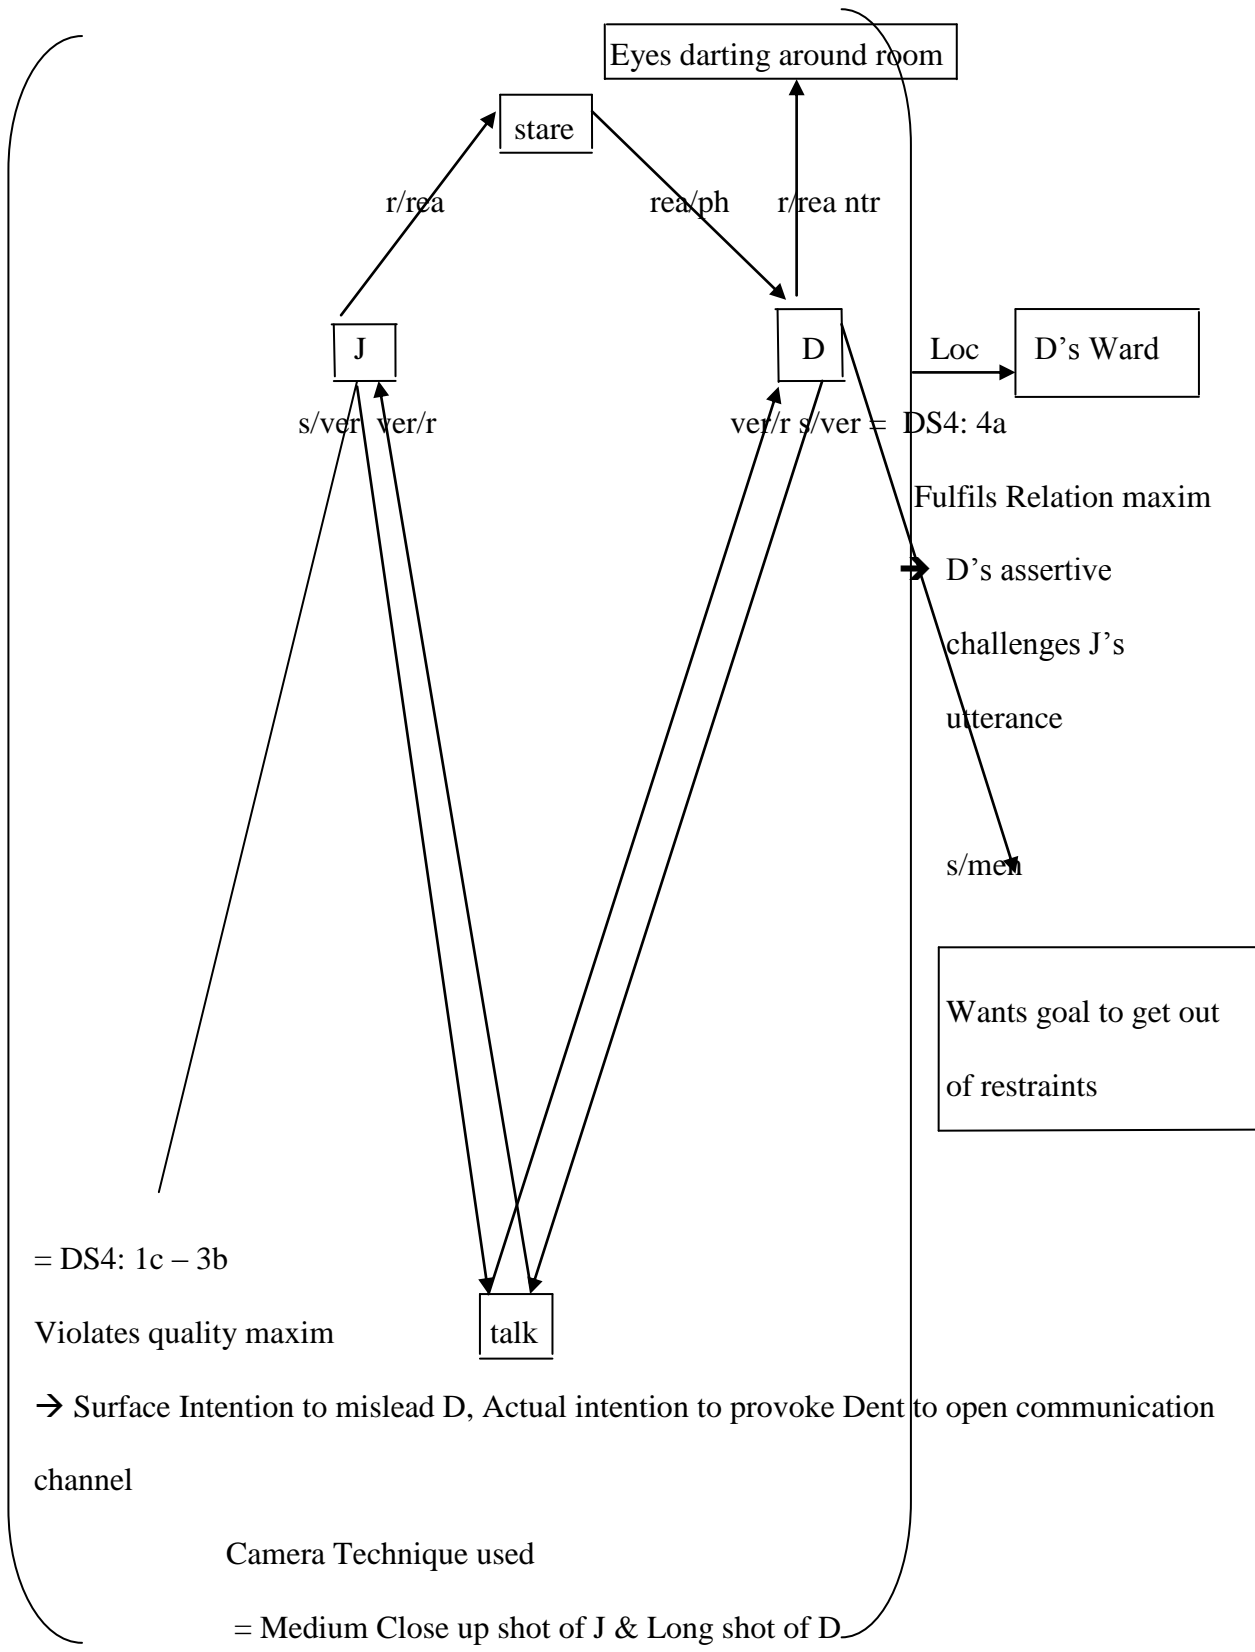 Eyes darting around room
stare
r/rea rea/ph r/rea ntr
J D Loc D’s Ward
s/ver ver/r ver/r s/ver = DS4: 4a
Fulfils Relation maxim
➔ D’s assertive
challenges J’s
utterance
s/men
Wants goal to get out
of restraints
= DS4: 1c – 3b
Violates quality maxim talk
→ Surface Intention to mislead D, Actual intention to provoke Dent to open communication
channel
Camera Technique used
= Medium Close up shot of J & Long shot of D